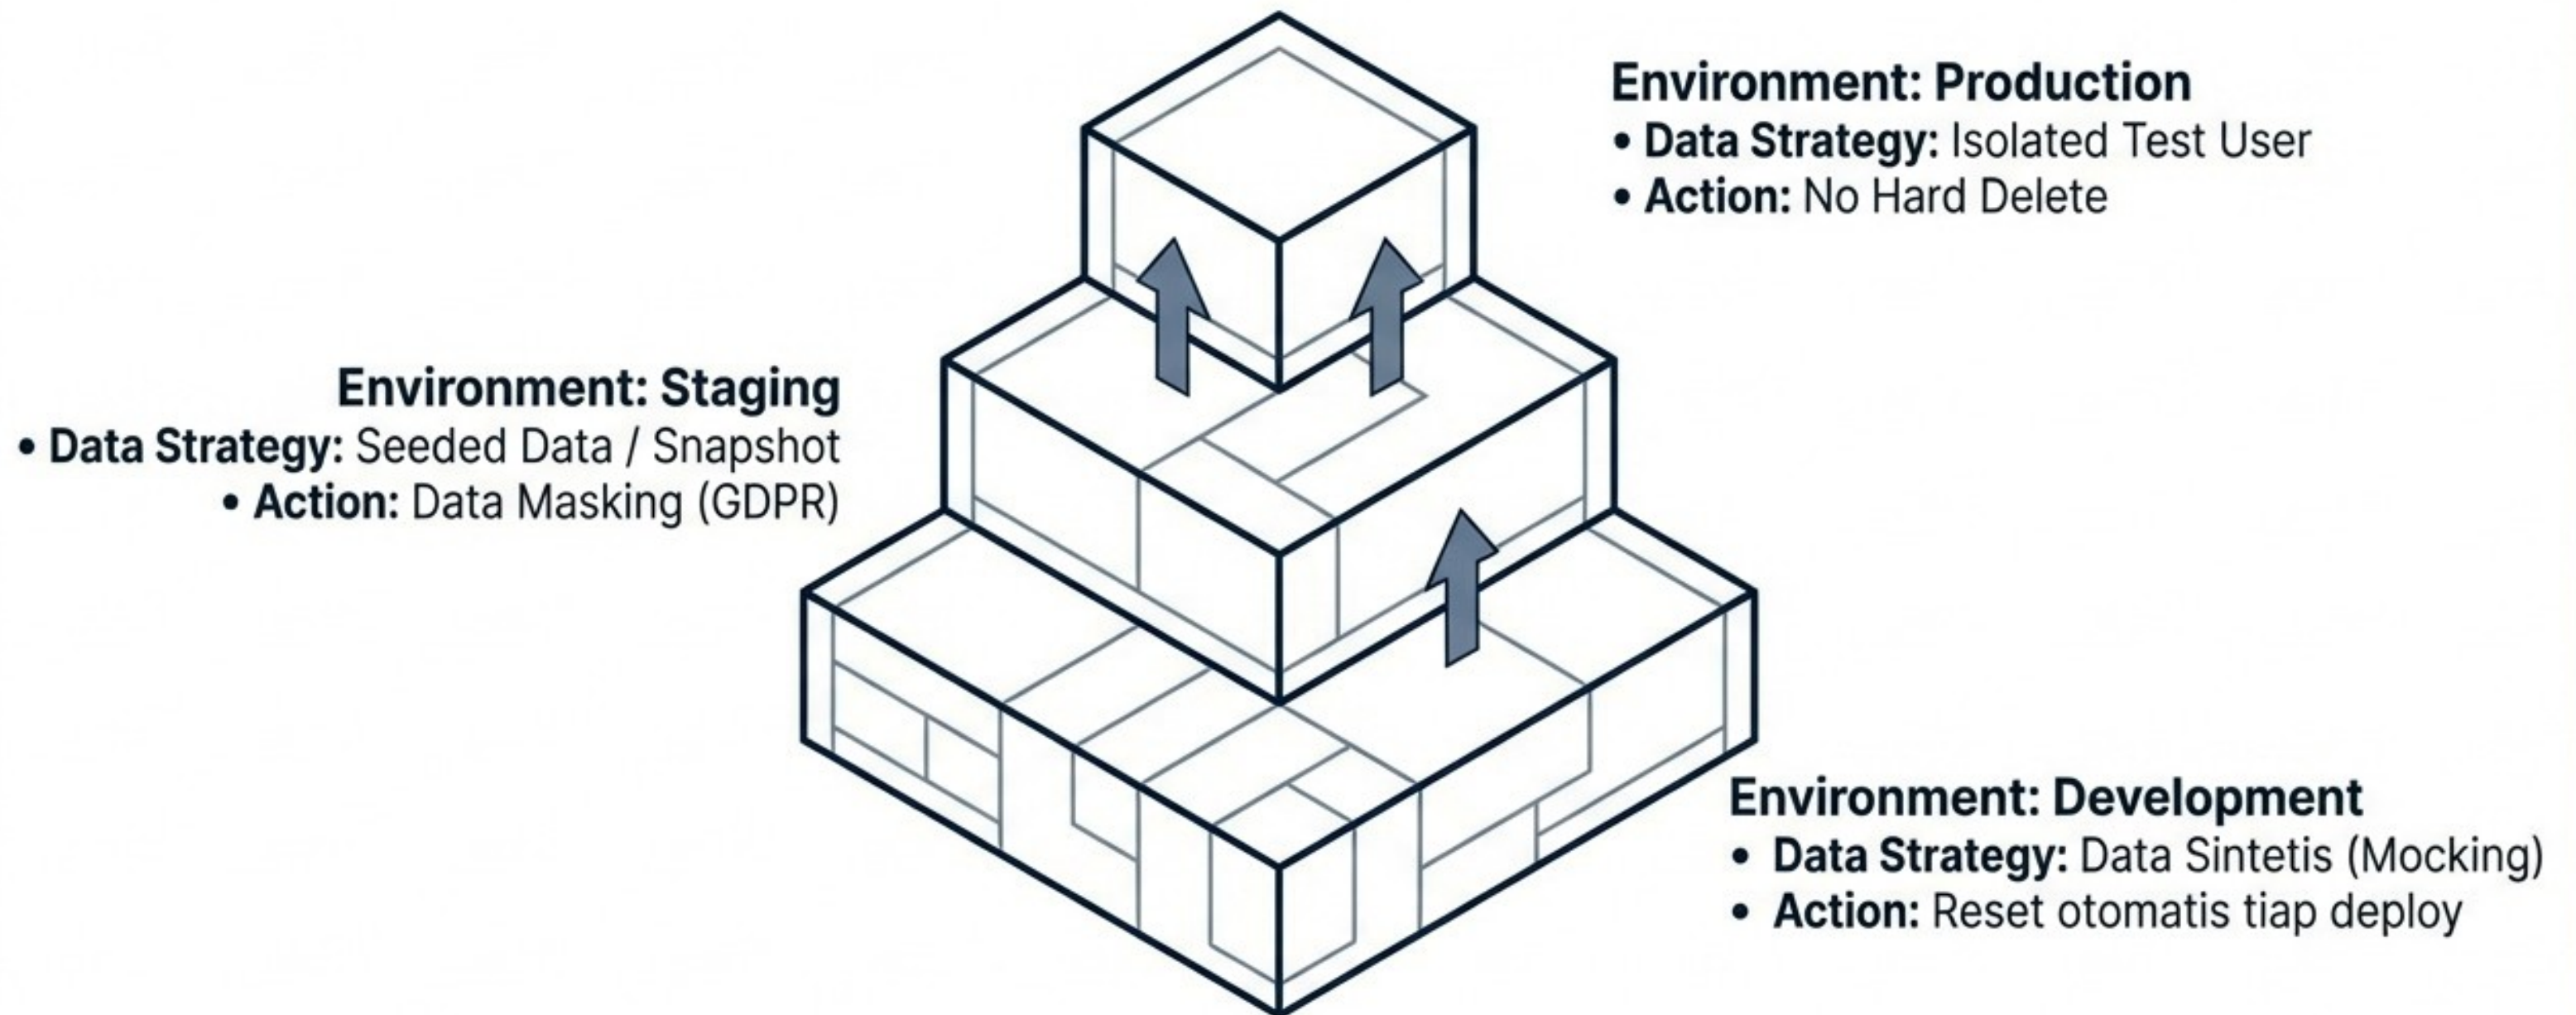 Environment: Production
• Data Strategy: Isolated Test User
• Action: No Hard Delete
Environment: Staging
• Data Strategy: Seeded Data / Snapshot
• Action: Data Masking (GDPR)
Environment: Development
• Data Strategy: Data Sintetis (Mocking)
• Action: Reset otomatis tiap deploy